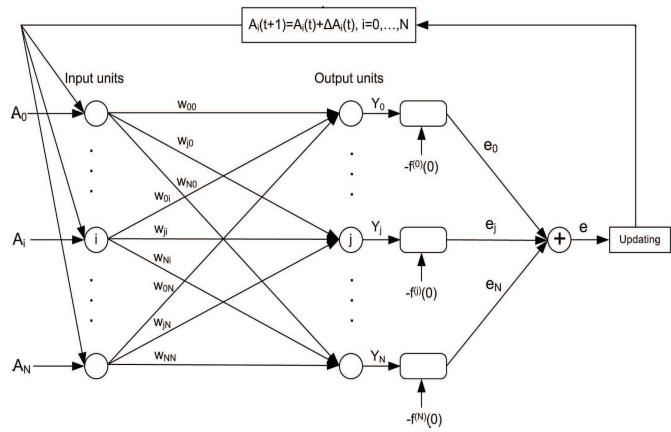 A_i(t+1)=A_i(t)+ΔA_i(t), i=0,…,N
Input units
Output units
A_0
w_00
Y_0
e_0
w_j0
-f^(0)(0)
w_N0
w_0i
A_i
i
w_ji
j
Y_j
e_j
+
e
Updating
w_Ni
-f^(j)(0)
w_0N
e_N
w_jN
A_N
w_NN
Y_N
-f^(N)(0)